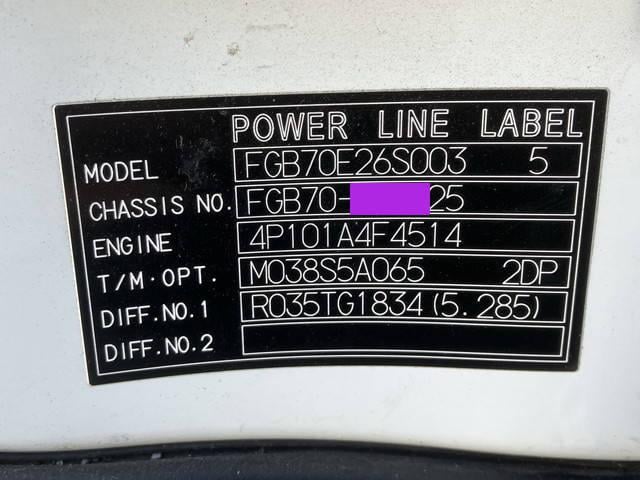 POWER LINE LABEL
MODEL FGB70E26S003 5
CHASSIS NO. FGB70- 25
ENGINE 4P101A4F4514
T/M·OPT. M038S5A065 2DP
DIFF.NO.1 R035TG1834(5.285)
DIFF.NO.2